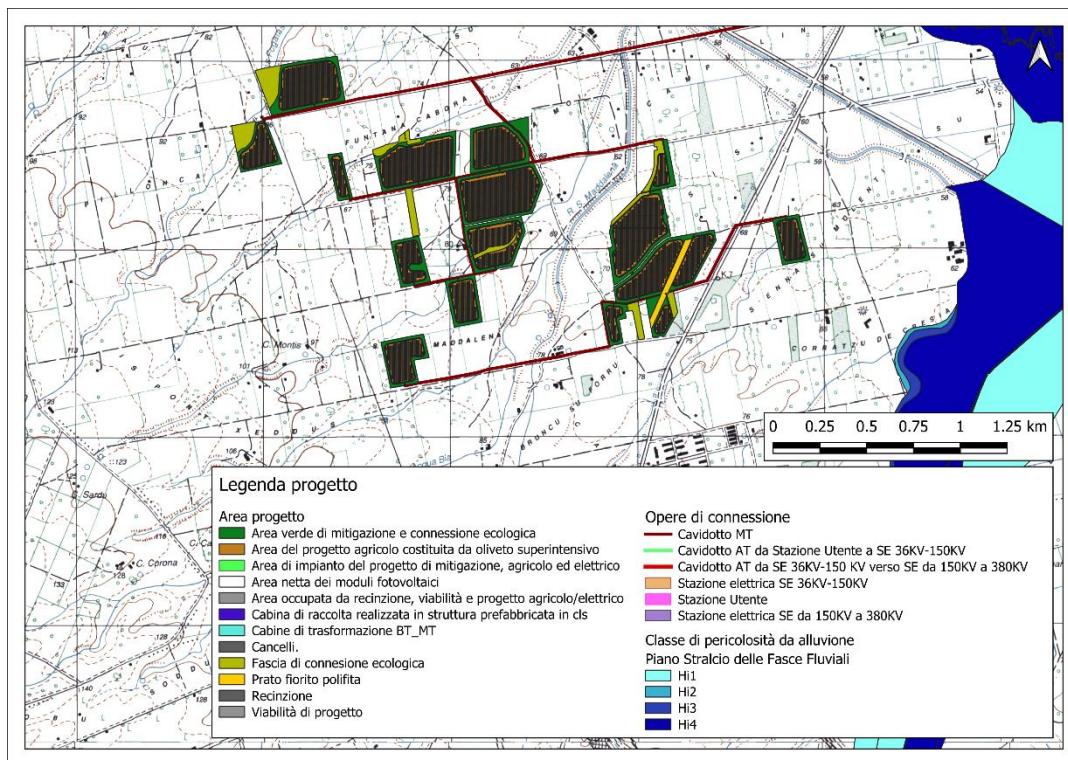 FUNTANA CABORA
PILONCA
R. S. Maddalena
MADDALENA
C. Montis
BRUNCU SU FORRU
SPONT XEDDUS
CORBATZU DE CRESIA
C. Sardu
C. Corona
0 0.25 0.5 0.75 1 1.25 km
Legenda progetto
Area progetto
Area verde di mitigazione e connessione ecologica
Area del progetto agricolo costituita da oliveto superintensivo
Area di impianto del progetto di mitigazione, agricolo ed elettrico
Area netta dei moduli fotovoltaici
Area occupata da recinzione, viabilità e progetto agricolo/elettrico
Cabina di raccolta realizzata in struttura prefabbricata in cls
Cabine di trasformazione BT_MT
Cancelli.
Fascia di connesione ecologica
Prato fiorito polifita
Recinzione
Viabilità di progetto
Opere di connessione
Cavidotto MT
Cavidotto AT da Stazione Utente a SE 36KV-150KV
Cavidotto AT da SE 36KV-150 KV verso SE da 150KV a 380KV
Stazione elettrica SE 36KV-150KV
Stazione Utente
Stazione elettrica SE da 150KV a 380KV
Classe di pericolosità da alluvione
Piano Stralcio delle Fasce Fluviali
Hi1
Hi2
Hi3
Hi4